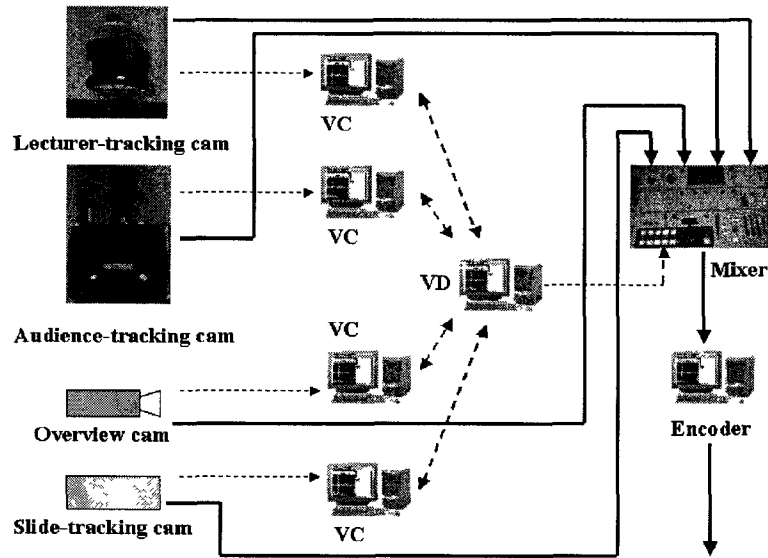 VC
Lecturer-tracking cam
VC
VD
Mixer
Audience-tracking cam
VC
Overview cam
Encoder
Slide-tracking cam
VC